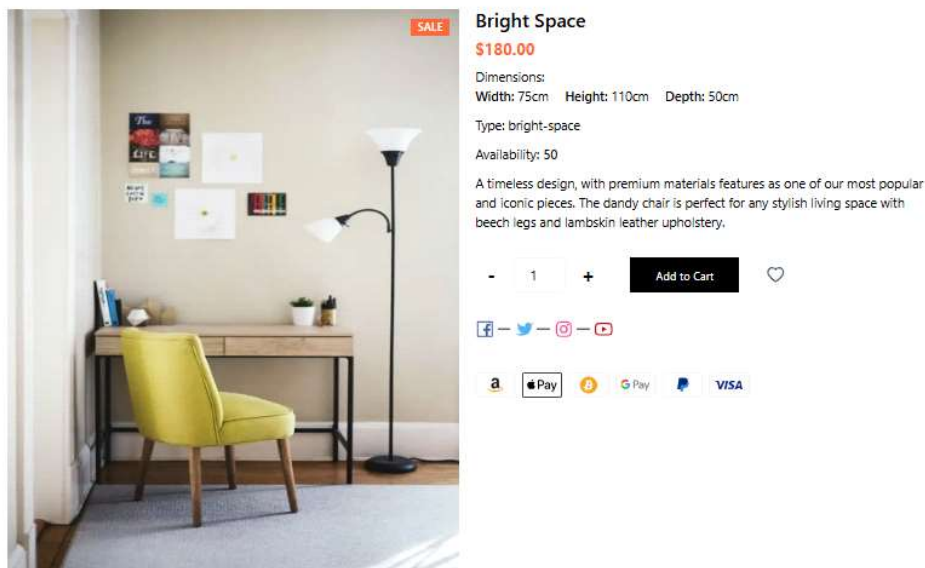 SALE
The
LIFE
Bright Space
$180.00
Dimensions:
Width: 75cm Height: 110cm Depth: 50cm
Type: bright-space
Availability: 50
A timeless design, with premium materials features as one of our most popular
and iconic pieces. The dandy chair is perfect for any stylish living space with
beech legs and lambskin leather upholstery.
- 1 + Add to Cart
a Pay G Pay VISA